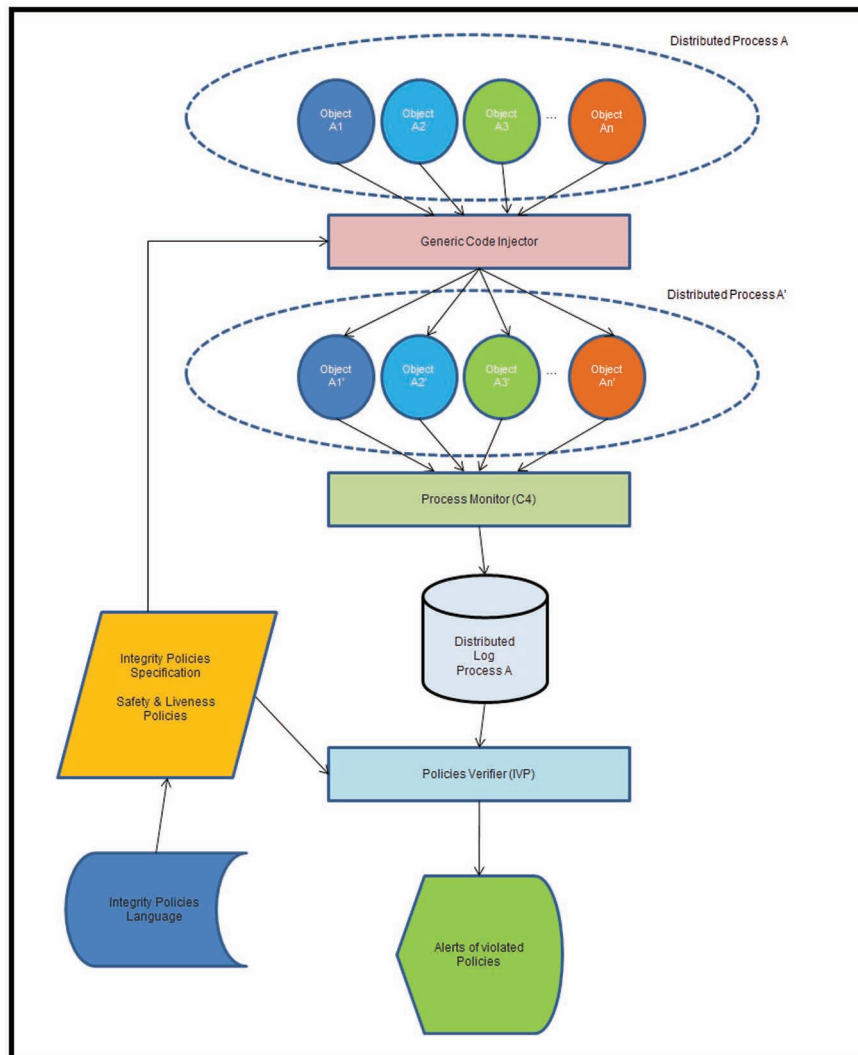 Distributed Process A
Object
A1
Object
A2
Object
A3
...
Object
An
Generic Code Injector
Distributed Process A'
Object
A1'
Object
A2'
Object
A3'
...
Object
An'
Process Monitor (C4)
Distributed
Log
Process A
Integrity Policies
Specification
Safety & Liveness
Policies
Policies Verifier (IVP)
Integrity Policies
Language
Alerts of violated
Policies